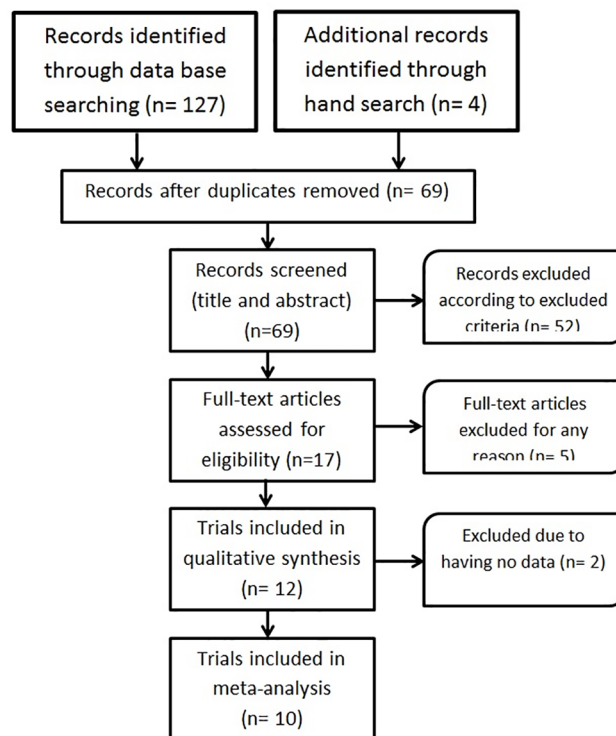 Records identified
through data base
searching (n= 127)
Additional records
identified through
hand search (n= 4)
Records after duplicates removed (n= 69)
Records screened
(title and abstract)
(n=69)
Records excluded
according to excluded
criteria (n= 52)
Full-text articles
assessed for
eligibility (n=17)
Full-text articles
excluded for any
reason (n= 5)
Trials included in
qualitative synthesis
(n= 12)
Excluded due to
having no data (n= 2)
Trials included in
meta-analysis
(n= 10)